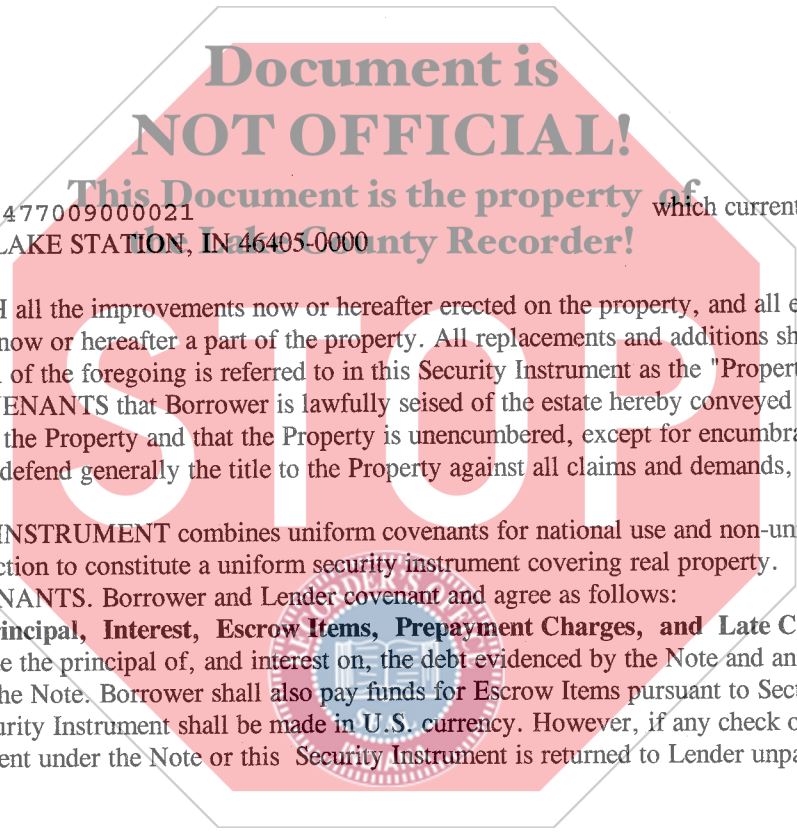 Document is
NOT OFFICIAL!
This Document is the property of
the Lake County Recorder!
477009000021 which current
LAKE STATION, IN 46405-0000
H all the improvements now or hereafter erected on the property, and all e
now or hereafter a part of the property. All replacements and additions sh
of the foregoing is referred to in this Security Instrument as the "Propert
ENANTS that Borrower is lawfully seised of the estate hereby conveyed
the Property and that the Property is unencumbered, except for encumbra
defend generally the title to the Property against all claims and demands,
STOP
INSTRUMENT combines uniform covenants for national use and non-un
ction to constitute a uniform security instrument covering real property.
NANTS. Borrower and Lender covenant and agree as follows:
incipal, Interest, Escrow Items, Prepayment Charges, and Late C
e the principal of, and interest on, the debt evidenced by the Note and an
he Note. Borrower shall also pay funds for Escrow Items pursuant to Sec
urity Instrument shall be made in U.S. currency. However, if any check o
ent under the Note or this Security Instrument is returned to Lender unpa